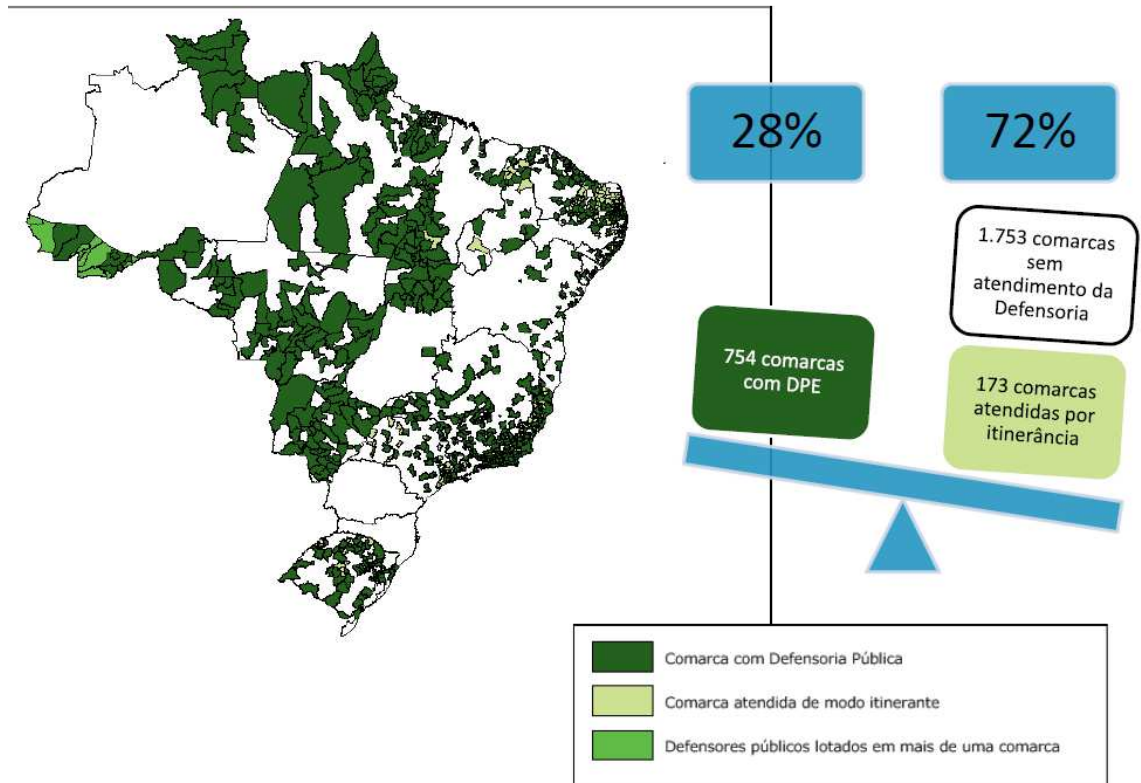 28%
72%
1.753 comarcas
sem
atendimento da
Defensoria
754 comarcas
com DPE
173 comarcas
atendidas por
itinerância
Comarca com Defensoria Pública
Comarca atendida de modo itinerante
Defensores públicos lotados em mais de uma comarca